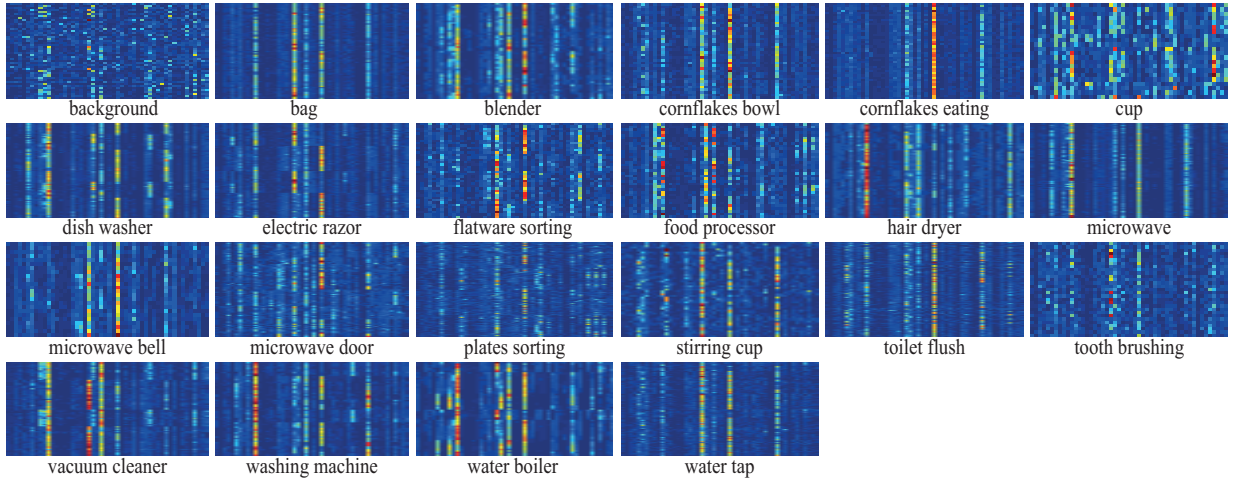 background bag blender cornflakes bowl cornflakes eating cup
dish washer electric razor flatware sorting food processor hair dryer microwave
microwave bell microwave door plates sorting stirring cup toilet flush tooth brushing
vacuum cleaner washing machine water boiler water tap